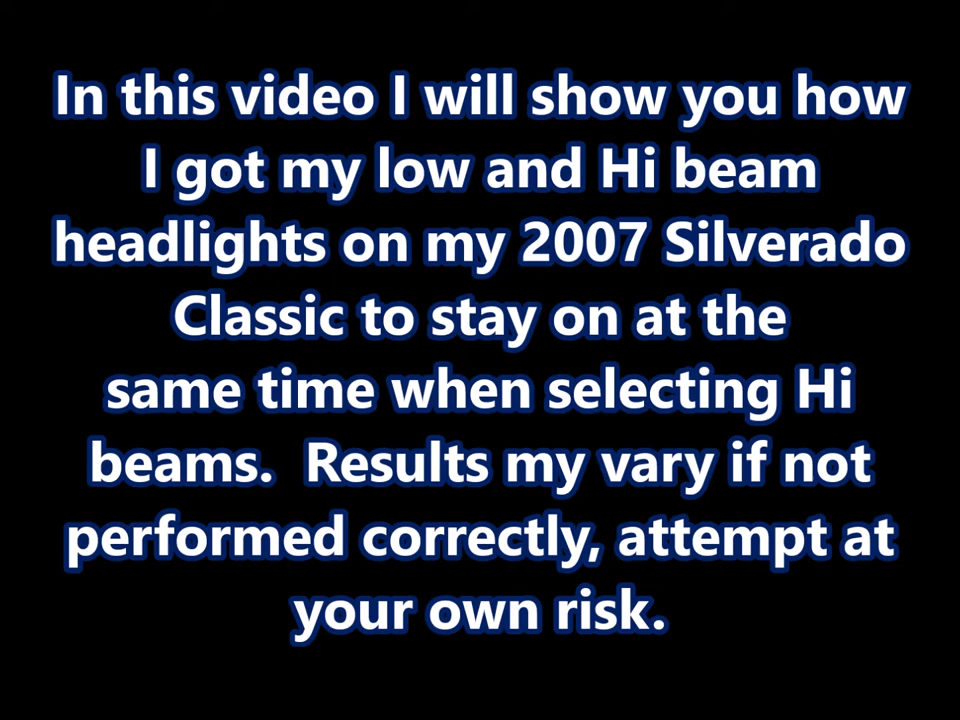 In this video I will show you how
I got my low and Hi beam
headlights on my 2007 Silverado
Classic to stay on at the
same time when selecting Hi
beams.  Results my vary if not
performed correctly, attempt at
your own risk.